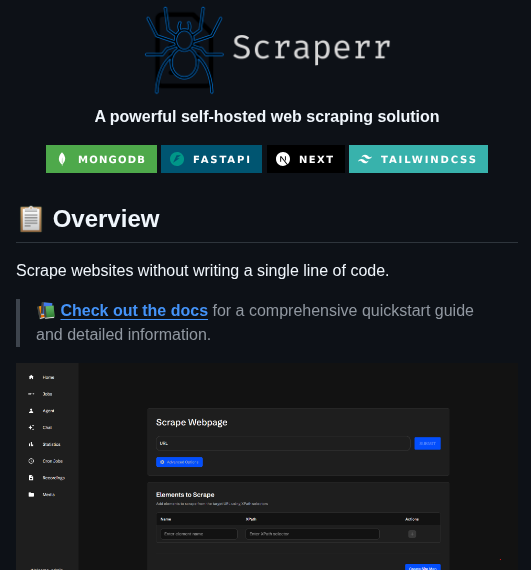 Scraperr
A powerful self-hosted web scraping solution
MONGODB FASTAPI NEXT TAILWINDCSS
Overview
Scrape websites without writing a single line of code.
Check out the docs for a comprehensive quickstart guide
and detailed information.
Home
Jobs
Agent
Chat
Statistics
Cron Jobs
Recordings
Media
Scrape Webpage
URL
SUBMIT
Advanced Options
Elements to Scrape
Add elements to scrape from the target URL using XPath selectors
Name XPath Actions
Enter element name Enter XPath selector